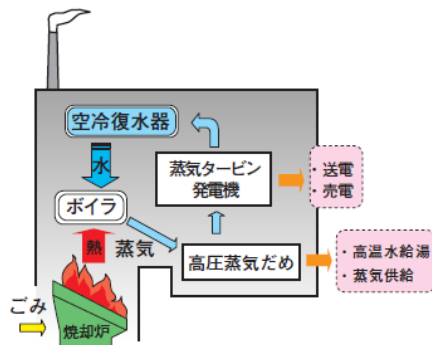 空冷復水器
水
ボイラ
熱
蒸気
ごみ
焼却炉
蒸気タービン
発電機
高圧蒸気だめ
・送電
・売電
・高温水給湯
・蒸気供給